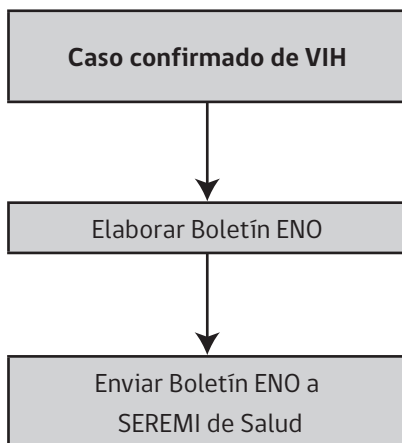 Caso confirmado de VIH
Elaborar Boletín ENO
Enviar Boletín ENO a
SEREMI de Salud